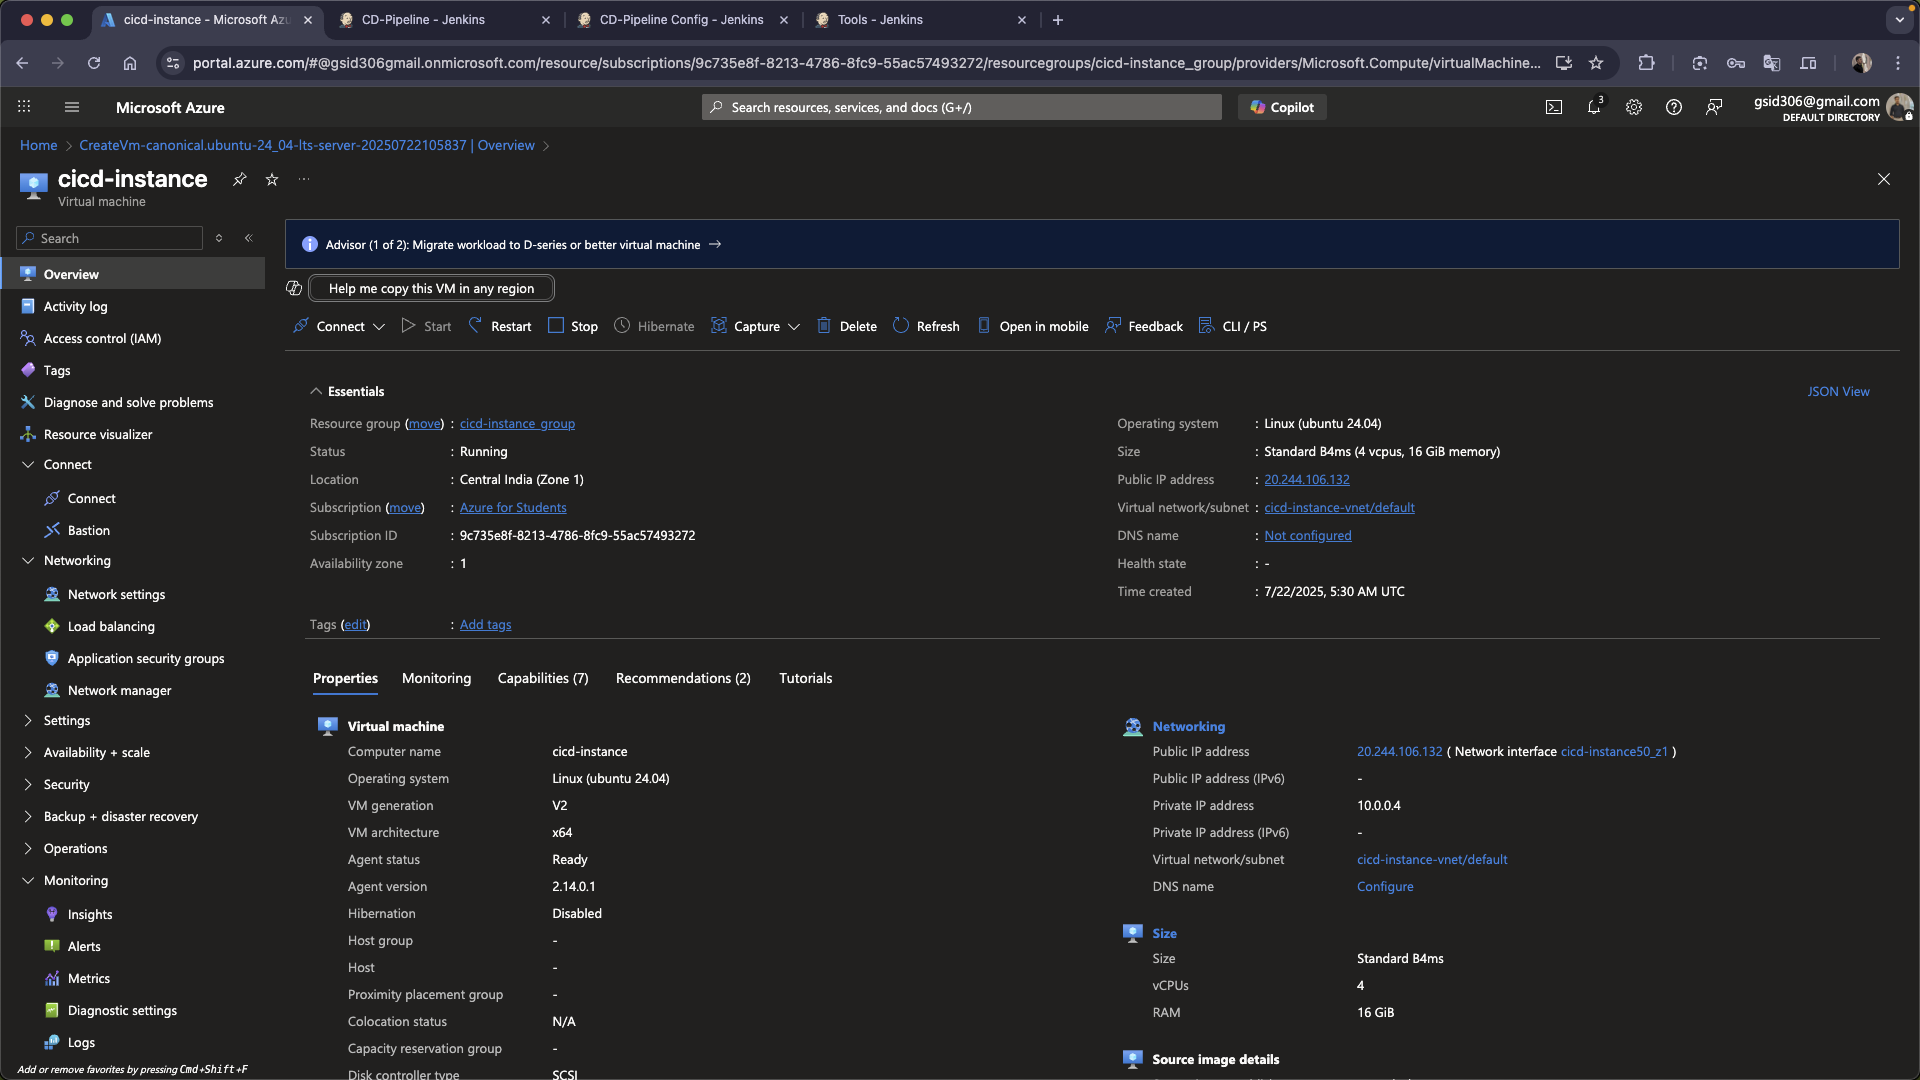 cicd-instance - Microsoft Azu
CD-Pipeline - Jenkins
CD-Pipeline Config - Jenkins
Tools - Jenkins
portal.azure.com/#@gsid306gmail.onmicrosoft.com/resource/subscriptions/9c735e8f-8213-4786-8fc9-55ac57493272/resourcegroups/cicd-instance_group/providers/Microsoft.Compute/virtualMachine...
Microsoft Azure
Search resources, services, and docs (G+/)
Copilot
3
gsid306@gmail.com
DEFAULT DIRECTORY
Home > CreateVm-canonical.ubuntu-24_04-lts-server-20250722105837 | Overview >
cicd-instance
Virtual machine
Search
Overview
Activity log
Access control (IAM)
Tags
Diagnose and solve problems
Resource visualizer
Connect
Connect
Bastion
Networking
Network settings
Load balancing
Application security groups
Network manager
Settings
Availability + scale
Security
Backup + disaster recovery
Operations
Monitoring
Insights
Alerts
Metrics
Diagnostic settings
Logs
Add or remove favorites by pressing Cmd+Shift+F
Advisor (1 of 2): Migrate workload to D-series or better virtual machine →
Help me copy this VM in any region
Connect
Start
Restart
Stop
Hibernate
Capture
Delete
Refresh
Open in mobile
Feedback
CLI / PS
Essentials
JSON View
Resource group (move) : cicd-instance_group
Status : Running
Location : Central India (Zone 1)
Subscription (move) : Azure for Students
Subscription ID : 9c735e8f-8213-4786-8fc9-55ac57493272
Availability zone : 1
Operating system : Linux (ubuntu 24.04)
Size : Standard B4ms (4 vcpus, 16 GiB memory)
Public IP address : 20.244.106.132
Virtual network/subnet : cicd-instance-vnet/default
DNS name : Not configured
Health state : -
Time created : 7/22/2025, 5:30 AM UTC
Tags (edit) : Add tags
Properties
Monitoring
Capabilities (7)
Recommendations (2)
Tutorials
Virtual machine
Computer name cicd-instance
Operating system Linux (ubuntu 24.04)
VM generation V2
VM architecture x64
Agent status Ready
Agent version 2.14.0.1
Hibernation Disabled
Host group -
Host -
Proximity placement group -
Colocation status N/A
Capacity reservation group -
Disk controller type SCSI
Networking
Public IP address 20.244.106.132 ( Network interface cicd-instance50_z1 )
Public IP address (IPv6) -
Private IP address 10.0.0.4
Private IP address (IPv6) -
Virtual network/subnet cicd-instance-vnet/default
DNS name Configure
Size
Size Standard B4ms
vCPUs 4
RAM 16 GiB
Source image details